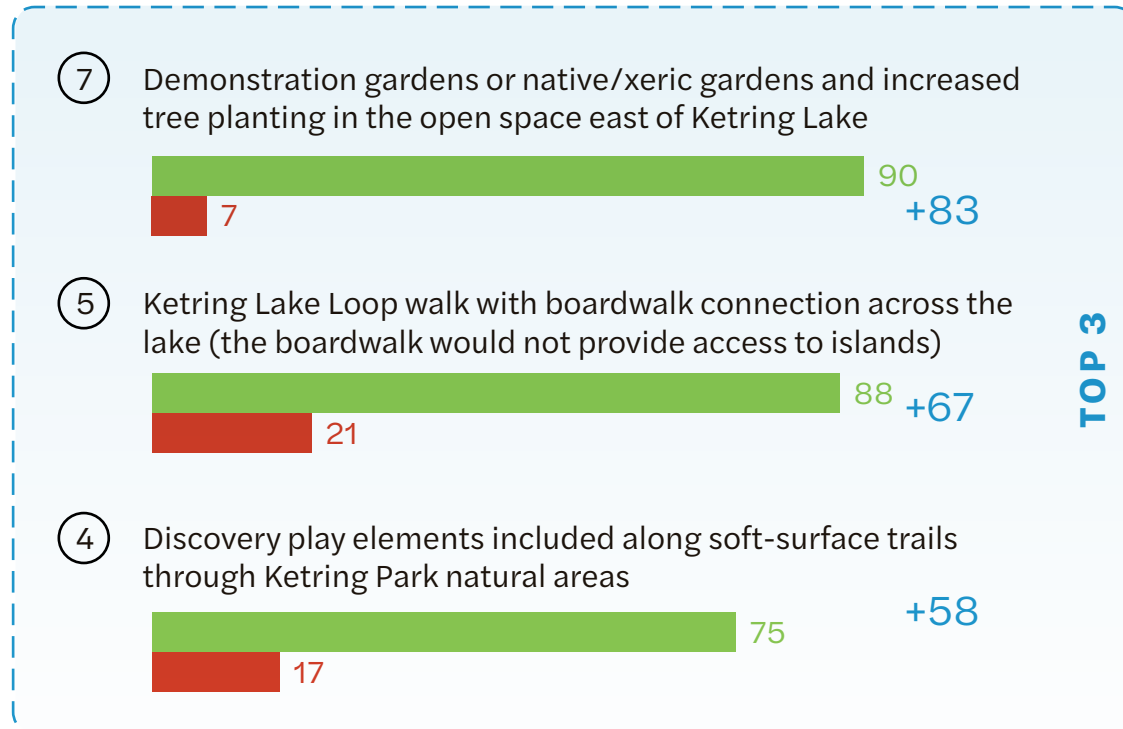 7
Demonstration gardens or native/xeric gardens and increased
tree planting in the open space east of Ketring Lake
90
7
+83
5
Ketring Lake Loop walk with boardwalk connection across the
lake (the boardwalk would not provide access to islands)
88
+67
21
4
Discovery play elements included along soft-surface trails
through Ketring Park natural areas
+58
75
17
TOP 3